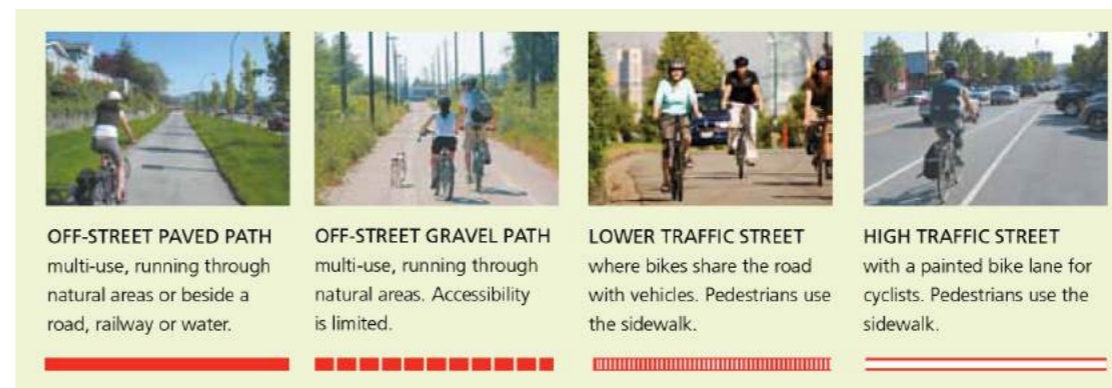 OFF-STREET PAVED PATH
multi-use, running through
natural areas or beside a
road, railway or water.
OFF-STREET GRAVEL PATH
multi-use, running through
natural areas. Accessibility
is limited.
LOWER TRAFFIC STREET
where bikes share the road
with vehicles. Pedestrians use
the sidewalk.
HIGH TRAFFIC STREET
with a painted bike lane for
cyclists. Pedestrians use the
sidewalk.